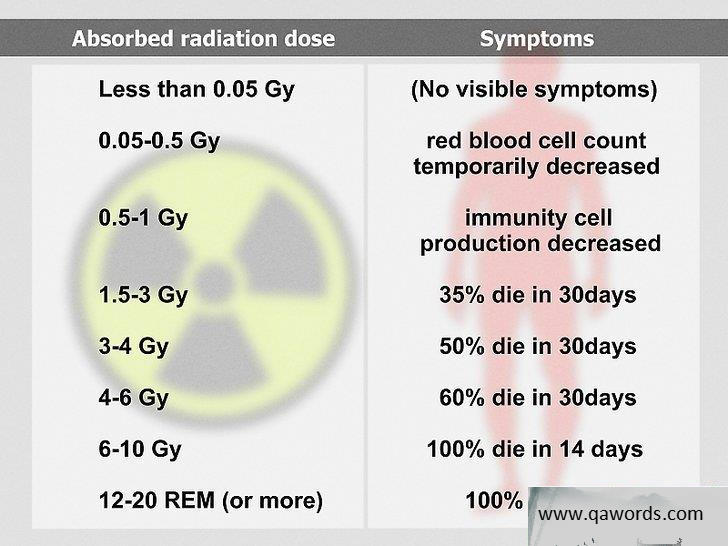 Absorbed radiation dose Symptoms
Less than 0.05 Gy (No visible symptoms)
0.05-0.5 Gy red blood cell count
temporarily decreased
0.5-1 Gy immunity cell
production decreased
1.5-3 Gy 35% die in 30days
3-4 Gy 50% die in 30days
4-6 Gy 60% die in 30days
6-10 Gy 100% die in 14 days
12-20 REM (or more) 100%
www.qawords.com